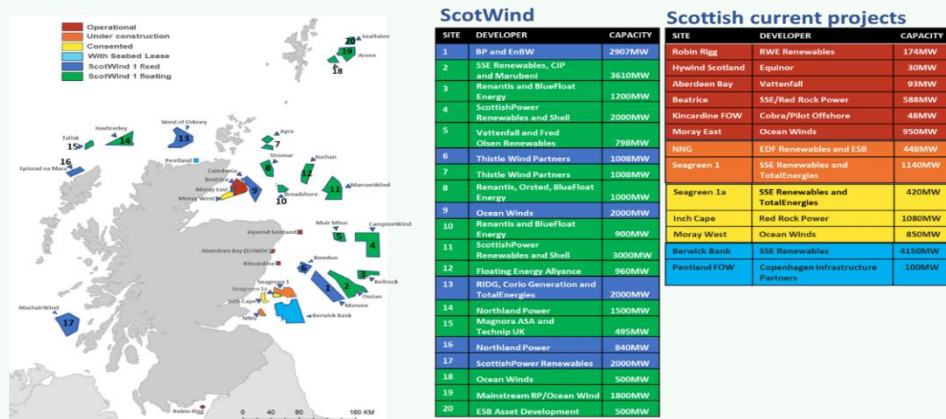 ScotWind
Scottish current projects
Operational
Under construction
Consented
With Seabed Lease
ScotWind 1 fixed
ScotWind 1 floating
20
Sealtainn
19
Arven
18
Havbredey
Talisk
15
14
West of Orkney
13
Ayre
7
16
Spiorad na Mara
Pentland
Stromar
8
Buchan
12
Caledonia
Beatrice
Moray East
Moray West
9
10
Broadshore
11
MarramWind
Muir Mhor
5
CampionWind
4
Hywind Scotland
Aberdeen Bay (EOWDC)
Kincardine
Bowdun
6
3
Bellrock
1
2
Ossian
Morven
Seagreen 1
Seagreen 1a
Inch Cape
NNG
Berwick Bank
MachairWind
17
Robin Rigg
0 40 80 160 KM
SITE DEVELOPER CAPACITY
1 BP and EnBW 2907MW
2 SSE Renewables, CIP
and Marubeni 3610MW
3 Renantis and BlueFloat
Energy 1200MW
4 ScottishPower
Renewables and Shell 2000MW
5 Vattenfall and Fred
Olsen Renewables 798MW
6 Thistle Wind Partners 1008MW
7 Thistle Wind Partners 1008MW
8 Renantis, Orsted, BlueFloat
Energy 1000MW
9 Ocean Winds 2000MW
10 Renantis and BlueFloat
Energy 900MW
11 ScottishPower
Renewables and Shell 3000MW
12 Floating Energy Allyance 960MW
13 RIDG, Corio Generation and
TotalEnergies 2000MW
14 Northland Power 1500MW
15 Magnora ASA and
Technip UK 495MW
16 Northland Power 840MW
17 ScottishPower Renewables 2000MW
18 Ocean Winds 500MW
19 Mainstream RP/Ocean Wind 1800MW
20 ESB Asset Development 500MW
SITE DEVELOPER CAPACITY
Robin Rigg RWE Renewables 174MW
Hywind Scotland Equinor 30MW
Aberdeen Bay Vattenfall 93MW
Beatrice SSE/Red Rock Power 588MW
Kincardine FOW Cobra/Pilot Offshore 48MW
Moray East Ocean Winds 950MW
NNG EDF Renewables and ESB 448MW
Seagreen 1 SSE Renewables and
TotalEnergies 1140MW
Seagreen 1a SSE Renewables and
TotalEnergies 420MW
Inch Cape Red Rock Power 1080MW
Moray West Ocean Winds 850MW
Berwick Bank SSE Renewables 4150MW
Pentland FOW Copenhagen Infrastructure
Partners 100MW